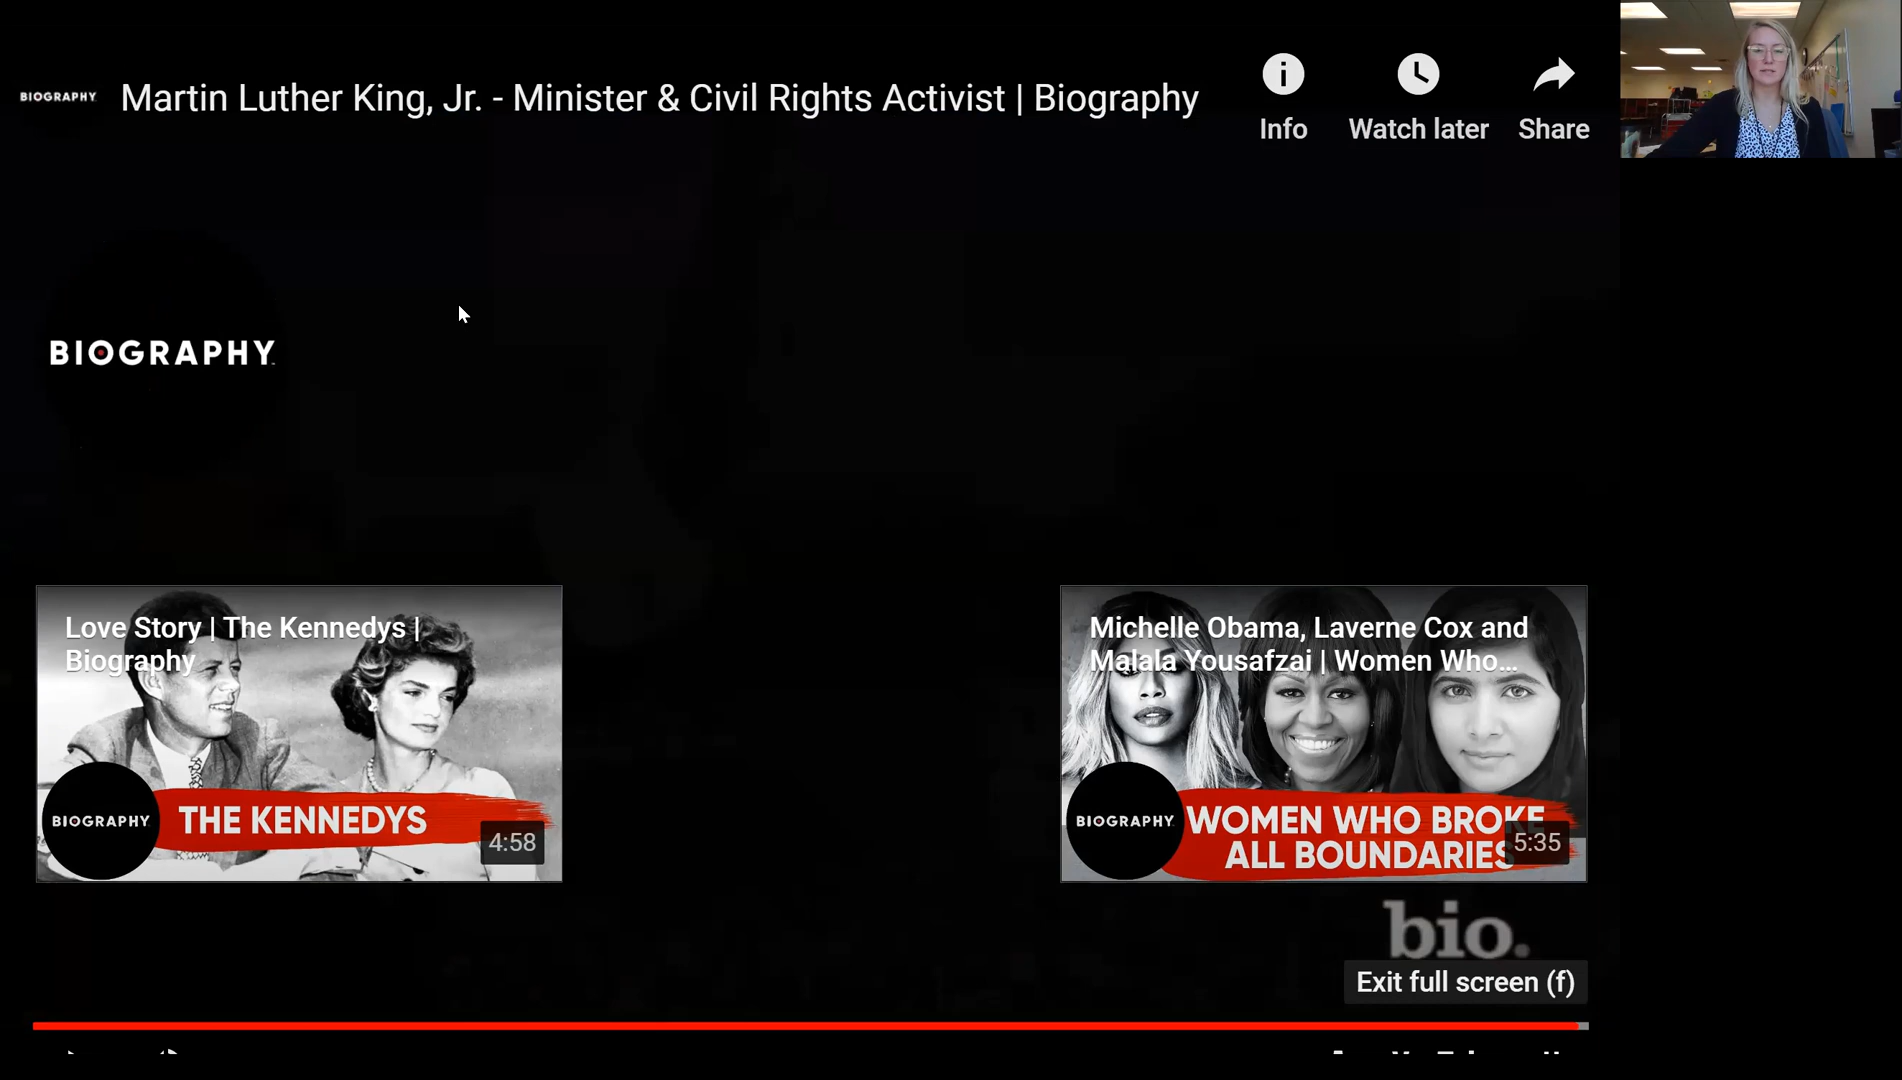 BIOGRAPHY
Martin Luther King, Jr. - Minister & Civil Rights Activist | Biography
Info
Watch later
Share
BIOGRAPHY
Love Story | The Kennedys |
Biography
BIOGRAPHY
THE KENNEDYS
4:58
Michelle Obama, Laverne Cox and
Malala Yousafzai | Women Who...
BIOGRAPHY
WOMEN WHO BROKE
ALL BOUNDARIES
5:35
bio.
Exit full screen (f)